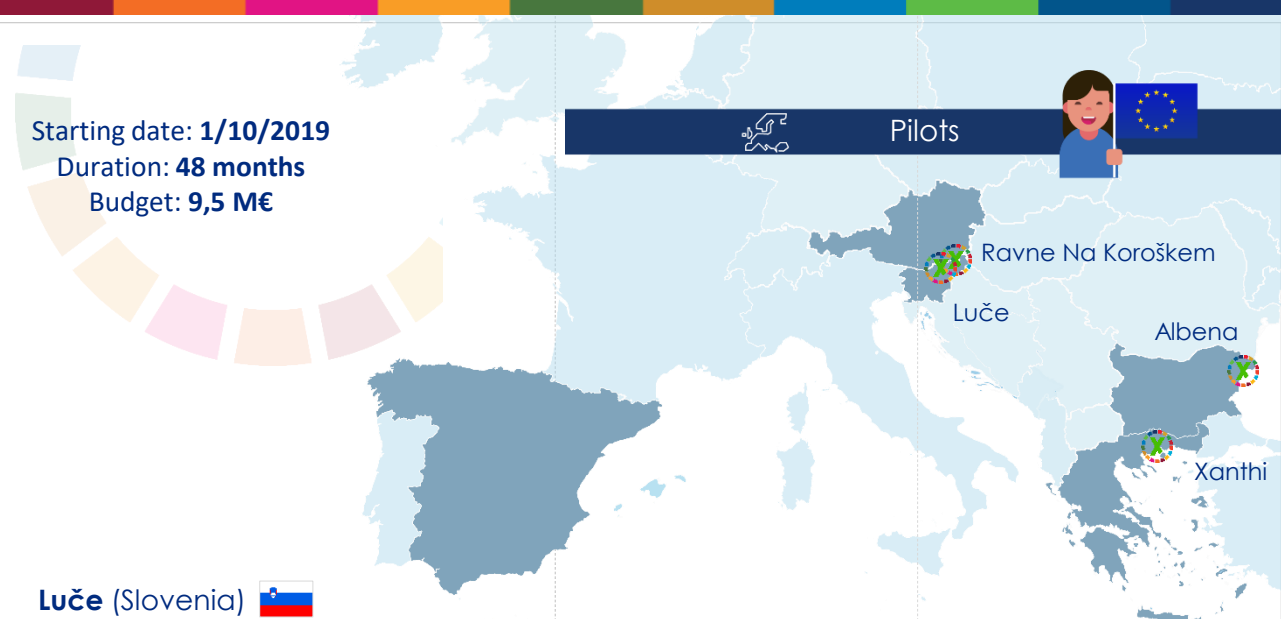 Starting date: 1/10/2019
Duration: 48 months
Budget: 9,5 M€
Pilots
Ravne Na Koroškem
Luče
Albena
Xanthi
Luče (Slovenia)